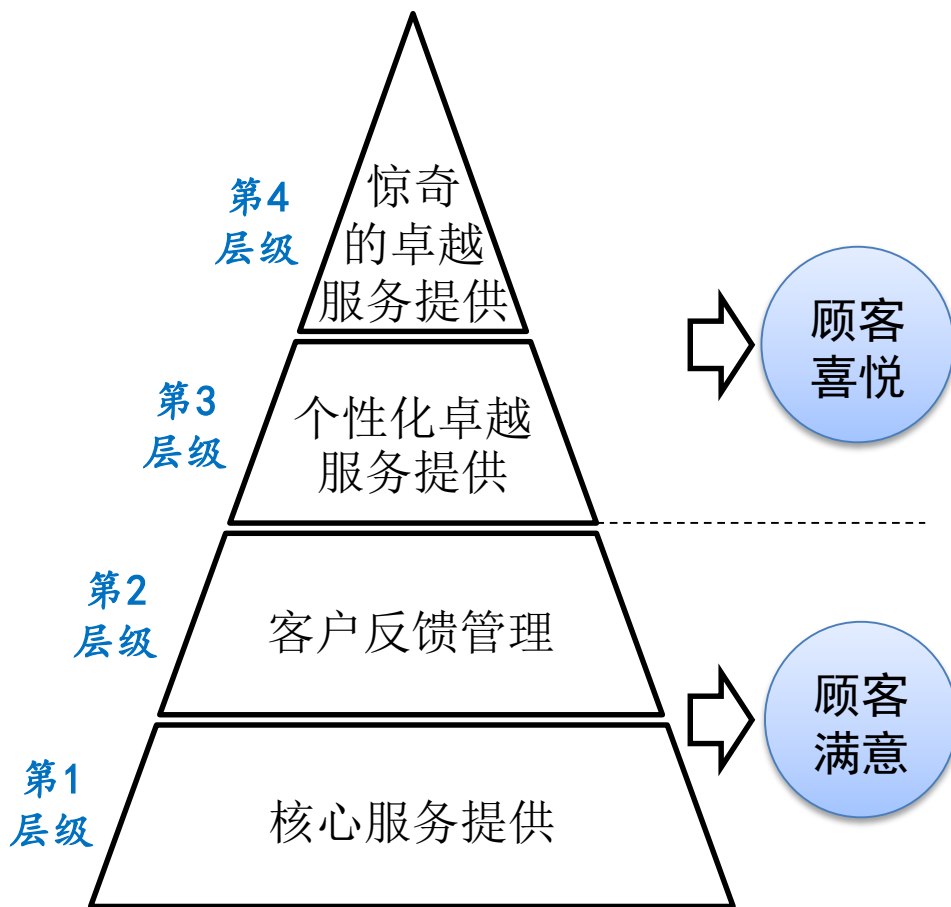 第4
层级
惊奇
的卓越
服务提供
顾客
喜悦
第3
层级
个性化卓越
服务提供
第2
层级
客户反馈管理
顾客
满意
第1
层级
核心服务提供